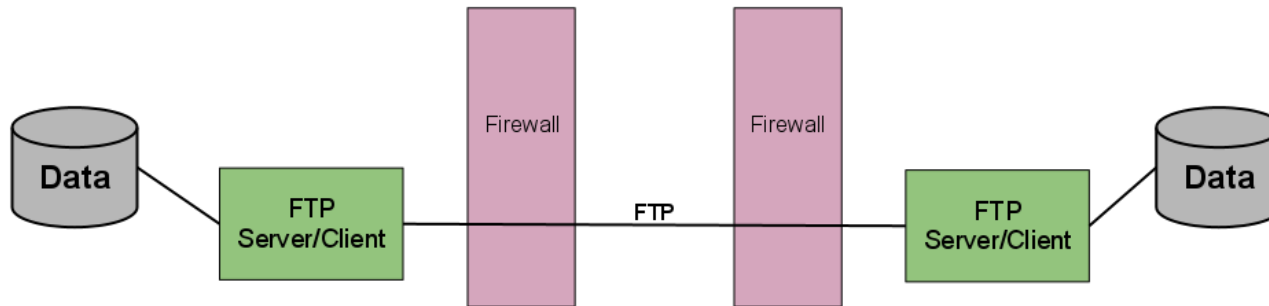 Firewall
Firewall
Data
FTP
Server/Client
FTP
FTP
Server/Client
Data